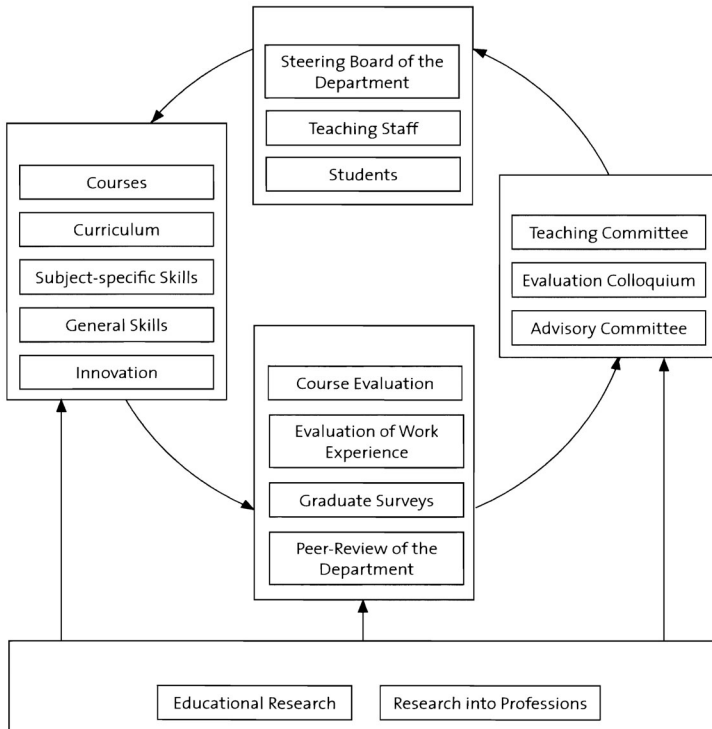 Steering Board of the
Department
Teaching Staff
Students
Courses
Curriculum
Subject-specific Skills
General Skills
Innovation
Teaching Committee
Evaluation Colloquium
Advisory Committee
Course Evaluation
Evaluation of Work
Experience
Graduate Surveys
Peer-Review of the
Department
Educational Research
Research into Professions